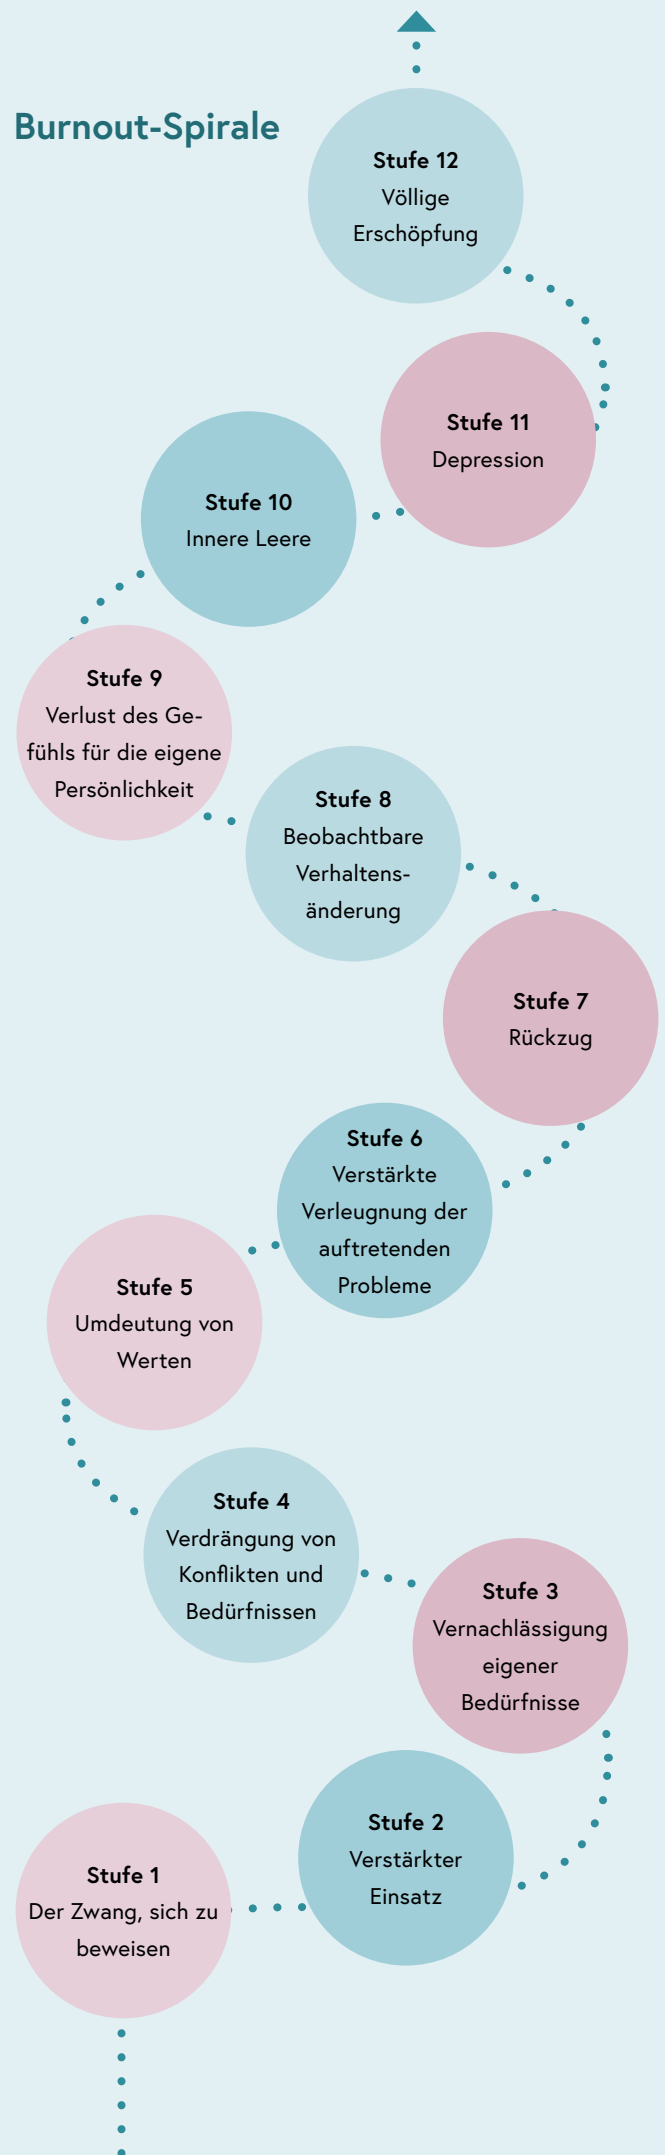 Burnout-Spirale
Stufe 12
Völlige
Erschöpfung
Stufe 11
Depression
Stufe 10
Innere Leere
Stufe 9
Verlust des Ge-
fühls für die eigene
Persönlichkeit
Stufe 8
Beobachtbare
Verhaltens-
änderung
Stufe 7
Rückzug
Stufe 6
Verstärkte
Verleugnung der
auftretenden
Probleme
Stufe 5
Umdeutung von
Werten
Stufe 4
Verdrängung von
Konflikten und
Bedürfnissen
Stufe 3
Vernachlässigung
eigener
Bedürfnisse
Stufe 2
Verstärkter
Einsatz
Stufe 1
Der Zwang, sich zu
beweisen